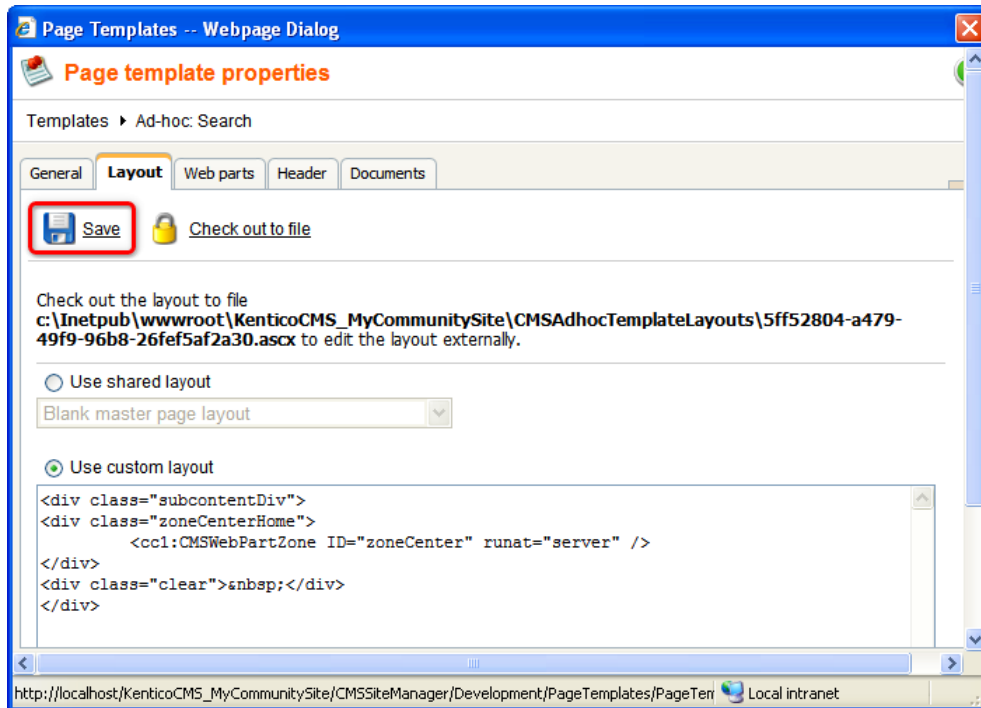 Page Templates -- Webpage Dialog
Page template properties
Templates ▸ Ad-hoc: Search
General Layout Web parts Header Documents
Save Check out to file
Check out the layout to file
c:\Inetpub\wwwroot\KenticoCMS_MyCommunitySite\CMSAdhocTemplateLayouts\5ff52804-a479-
49f9-96b8-26fef5af2a30.ascx to edit the layout externally.
Use shared layout
Blank master page layout
Use custom layout
<div class="subcontentDiv">
<div class="zoneCenterHome">
<cc1:CMSWebPartZone ID="zoneCenter" runat="server" />
</div>
<div class="clear">&nbsp;</div>
</div>
http://localhost/KenticoCMS_MyCommunitySite/CMSSiteManager/Development/PageTemplates/PageTem Local intranet